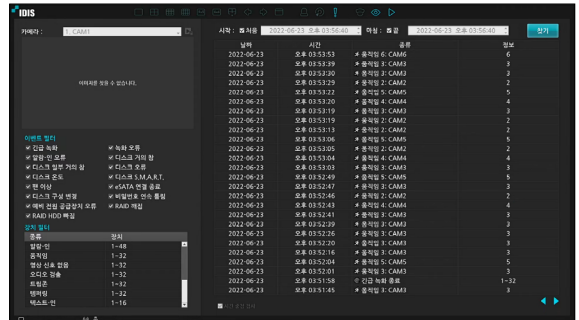 IDIS
카메라 :
1. CAM1
시작 : 처음 2022-06-23 오후 03:56:40 마침 : 끝 2022-06-23 오후 03:56:40 찾기
이미지를 찾을 수 없습니다.
이벤트 필터
긴급 녹화 녹화 오류
알람-인 오류 디스크 거의 참
디스크 일부 거의 참 디스크 오류
디스크 온도 디스크 S.M.A.R.T.
팬 이상 eSATA 연결 종료
디스크 구성 변경 비밀번호 연속 틀림
예비 전원 공급장치 오류 RAID 깨짐
RAID HDD 빠짐
장치 필터
종류 장치
알람-인 1-48
움직임 1-32
영상 신호 없음 1-32
오디오 검출 1-32
트립존 1-32
템퍼링 1-32
텍스트-인 1-16
날짜 시간 종류 정보
2022-06-23 오후 03:53:53 움직임 6: CAM6 6
2022-06-23 오후 03:53:39 움직임 3: CAM3 3
2022-06-23 오후 03:53:30 움직임 3: CAM3 3
2022-06-23 오후 03:53:29 움직임 2: CAM2 2
2022-06-23 오후 03:53:22 움직임 5: CAM5 5
2022-06-23 오후 03:53:20 움직임 4: CAM4 4
2022-06-23 오후 03:53:19 움직임 3: CAM3 3
2022-06-23 오후 03:53:19 움직임 2: CAM2 2
2022-06-23 오후 03:53:13 움직임 2: CAM2 2
2022-06-23 오후 03:53:06 움직임 5: CAM5 5
2022-06-23 오후 03:53:05 움직임 2: CAM2 2
2022-06-23 오후 03:53:04 움직임 4: CAM4 4
2022-06-23 오후 03:53:03 움직임 3: CAM3 3
2022-06-23 오후 03:52:49 움직임 5: CAM5 5
2022-06-23 오후 03:52:47 움직임 3: CAM3 3
2022-06-23 오후 03:52:46 움직임 2: CAM2 2
2022-06-23 오후 03:52:43 움직임 4: CAM4 4
2022-06-23 오후 03:52:41 움직임 3: CAM3 3
2022-06-23 오후 03:52:39 움직임 3: CAM3 3
2022-06-23 오후 03:52:26 움직임 3: CAM3 3
2022-06-23 오후 03:52:20 움직임 3: CAM3 3
2022-06-23 오후 03:52:16 움직임 3: CAM3 3
2022-06-23 오후 03:52:04 움직임 5: CAM5 5
2022-06-23 오후 03:52:01 움직임 3: CAM3 3
2022-06-23 오후 03:51:58 긴급 녹화 종료 1-32
2022-06-23 오후 03:51:45 움직임 3: CAM3 3